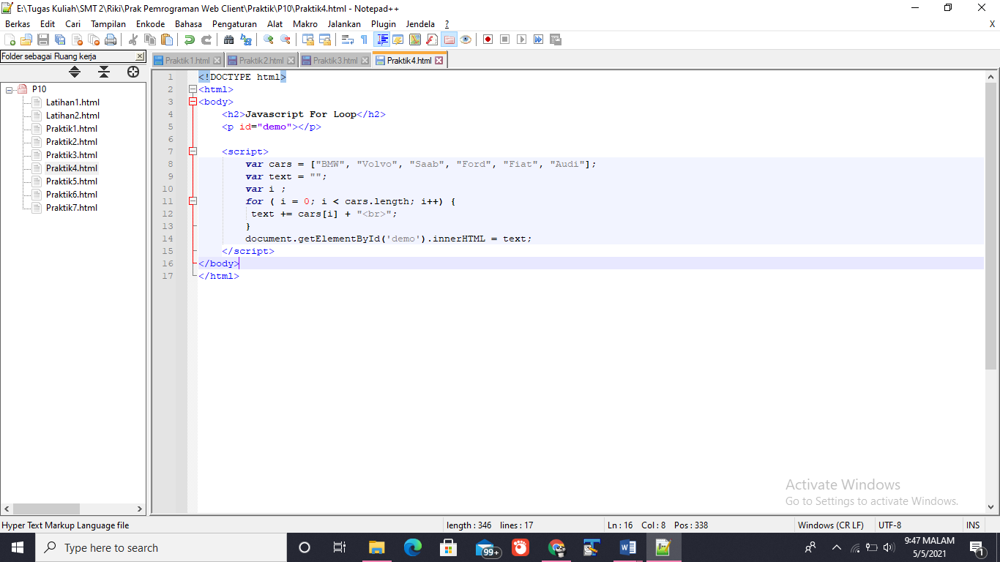 E:\Tugas Kuliah\SMT 2\Riki\Prak Pemrograman Web Client\Praktik\P10\Praktik4.html - Notepad++
Berkas Edit Cari Tampilan Enkode Bahasa Pengaturan Alat Makro Jalankan Plugin Jendela ? X
Folder sebagai Ruang kerja
Praktik1.html Praktik2.html Praktik3.html Praktik4.html
P10
Latihan1.html
Latihan2.html
Praktik1.html
Praktik2.html
Praktik3.html
Praktik4.html
Praktik5.html
Praktik6.html
Praktik7.html
1 <!DOCTYPE html>
2 <html>
3 <body>
4 <h2>Javascript For Loop</h2>
5 <p id="demo"></p>
6
7 <script>
8 var cars = ["BMW", "Volvo", "Saab", "Ford", "Fiat", "Audi"];
9 var text = "";
10 var i ;
11 for ( i = 0; i < cars.length; i++) {
12 text += cars[i] + "<br>";
13 }
14 document.getElementById('demo').innerHTML = text;
15 </script>
16 </body>
17 </html>
Activate Windows
Go to Settings to activate Windows.
Hyper Text Markup Language file length : 346 lines : 17 Ln : 16 Col : 8 Pos : 338 Windows (CR LF) UTF-8 INS
Type here to search
99+
9:47 MALAM
5/5/2021
1